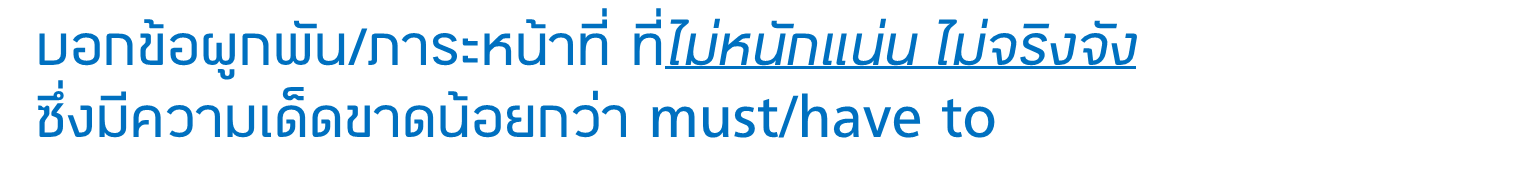 บอกข้อผูกพัน/ภาระหน้าที่ ที่ไม่หนักแน่น ไม่จริงจัง
ซึ่งมีความเด็ดขาดน้อยกว่า must/have to